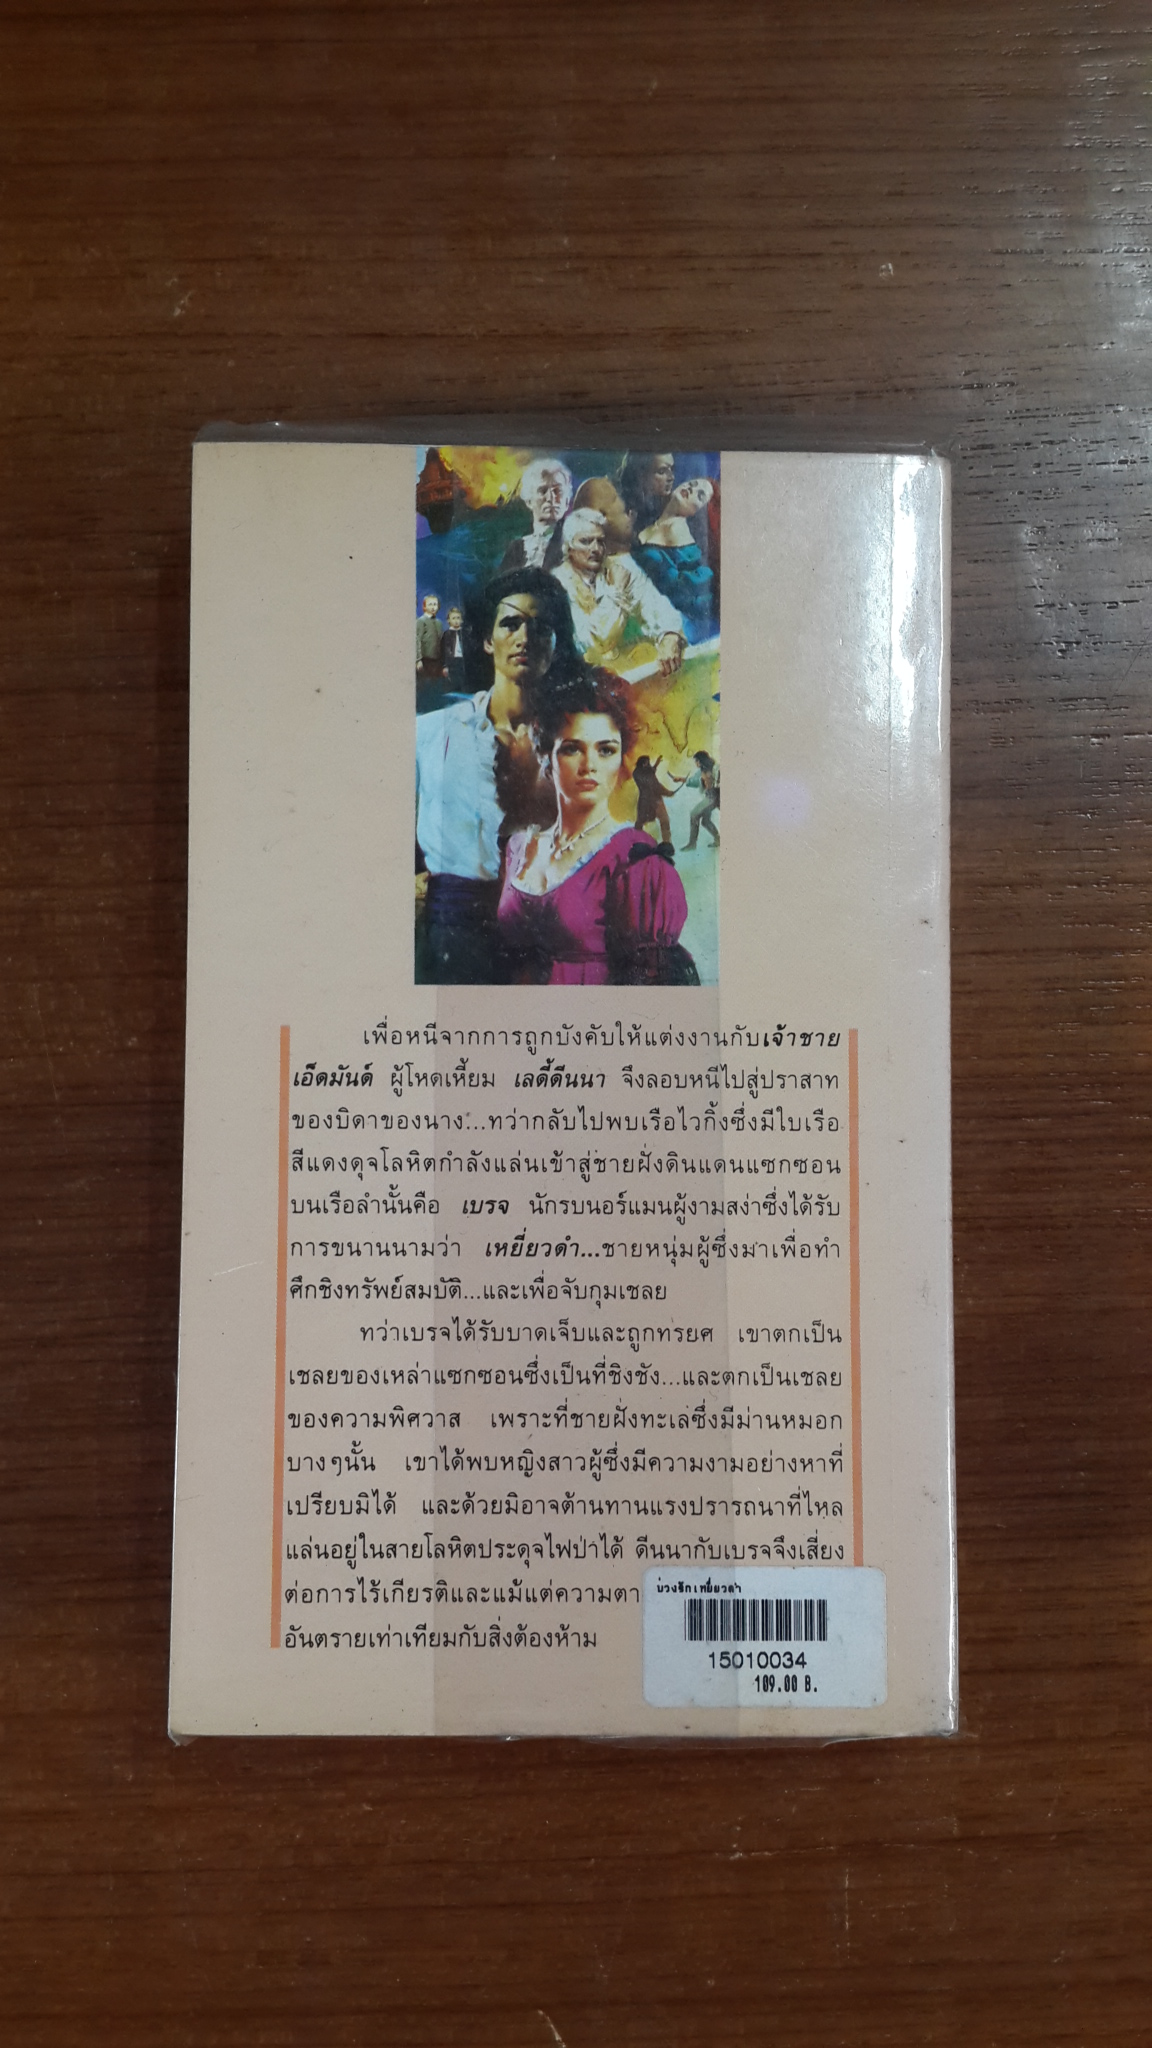 เพื่อหนีจากการถูกบังคับให้แต่งงานกับเจ้าชาย
เอ็ดมันด์ ผู้โหดเหี้ยม เลดี้ดีนนา จึงลอบหนีไปสู่ปราสาท
ของบิดาของนาง...ทว่ากลับไปพบเรือไวกิ้งซึ่งมีใบเรือ
สีแดงดุจโลหิตกำลังแล่นเข้าสู่ชายฝั่งดินแดนแซกซอน
บนเรือลำนั้นคือ เบรจ นักรบนอร์แมนผู้งามสง่าซึ่งได้รับ
การขนานนามว่า เหยี่ยวดำ...ชายหนุ่มผู้ซึ่งมาเพื่อทำ
ศึกชิงทรัพย์สมบัติ...และเพื่อจับกุมเชลย
ทว่าเบรจได้รับบาดเจ็บและถูกทรยศ เขาตกเป็น
เชลยของเหล่าแซกซอนซึ่งเป็นที่ชิงชัง...และตกเป็นเชลย
ของความพิศวาส เพราะที่ชายฝั่งทะเลซึ่งมีม่านหมอก
บางๆนั้น เขาได้พบหญิงสาวผู้ซึ่งมีความงามอย่างหาที่
เปรียบมิได้ และด้วยมิอาจต้านทานแรงปรารถนาที่ไหล
แล่นอยู่ในสายโลหิตประดุจไฟป่าได้ ดีนนากับเบรจจึงเสี่ยง
ต่อการไร้เกียรติและแม้แต่ความตา
อันตรายเท่าเทียมกับสิ่งต้องห้าม
บ่วงรักเหยี่ยวดำ
15010034
109.00 B.